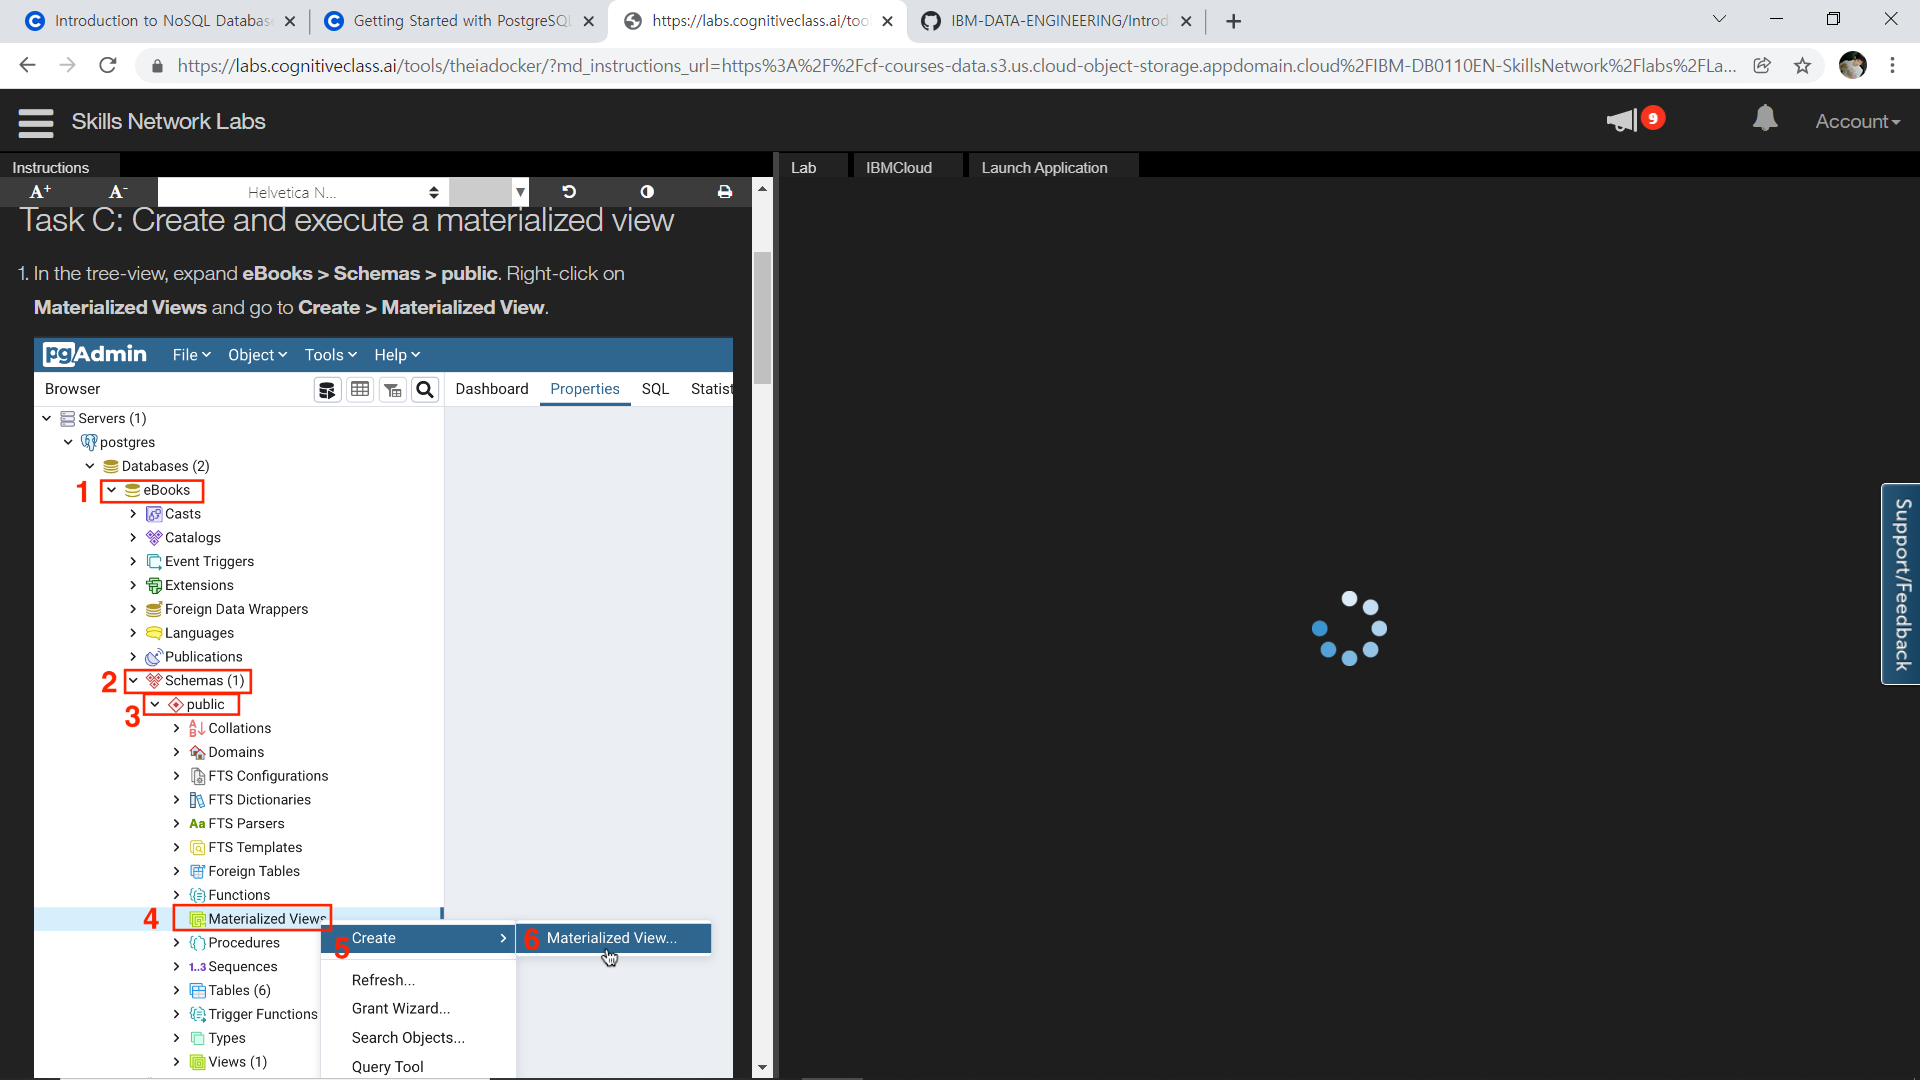 Introduction to NoSQL Databas
Getting Started with PostgreSQL
https://labs.cognitiveclass.ai/tool
IBM-DATA-ENGINEERING/Introd
https://labs.cognitiveclass.ai/tools/theiadocker/?md_instructions_url=https%3A%2F%2Fcf-courses-data.s3.us.cloud-object-storage.appdomain.cloud%2FIBM-DB0110EN-SkillsNetwork%2Flabs%2FLa...
Skills Network Labs
9
Account
Instructions
Lab
IBMCloud
Launch Application
A+
A-
Helvetica N...
Task C: Create and execute a materialized view
1. In the tree-view, expand eBooks > Schemas > public. Right-click on
Materialized Views and go to Create > Materialized View.
pgAdmin
File
Object
Tools
Help
Browser
Dashboard
Properties
SQL
Statist
Servers (1)
postgres
Databases (2)
1
eBooks
Casts
Catalogs
Event Triggers
Extensions
Foreign Data Wrappers
Languages
Publications
2
Schemas (1)
3
public
Collations
Domains
FTS Configurations
FTS Dictionaries
Aa FTS Parsers
FTS Templates
Foreign Tables
Functions
4
Materialized Views
5
Create
6
Materialized View...
Procedures
1..3 Sequences
Tables (6)
Trigger Functions
Types
Views (1)
Refresh...
Grant Wizard...
Search Objects...
Query Tool
Support/Feedback